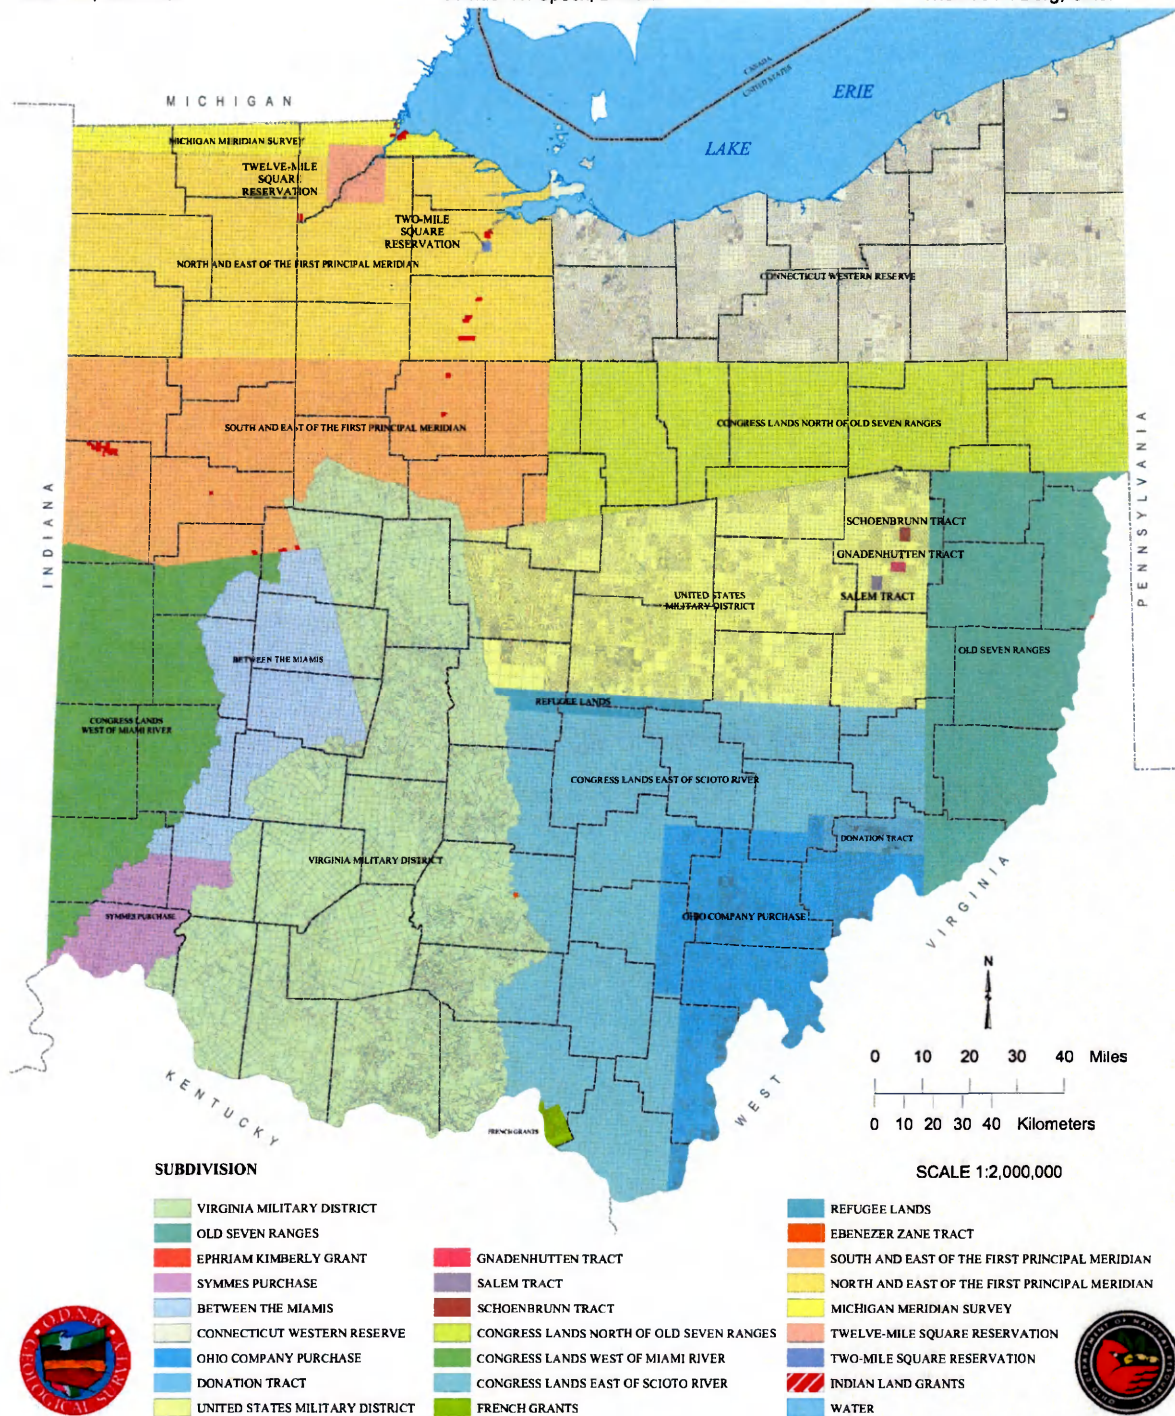 MICHIGAN
CANADA
UNITED STATES
ERIE
LAKE
MICHIGAN MERIDIAN SURVEY
TWELVE-MILE
SQUARE
RESERVATION
TWO-MILE
SQUARE
RESERVATION
NORTH AND EAST OF THE FIRST PRINCIPAL MERIDIAN
CONNECTICUT WESTERN RESERVE
SOUTH AND EAST OF THE FIRST PRINCIPAL MERIDIAN
CONGRESS LANDS NORTH OF OLD SEVEN RANGES
INDIANA
PENNSYLVANIA
SCHOENBRUNN TRACT
GNADENHUTTEN TRACT
SALEM TRACT
UNITED STATES
MILITARY DISTRICT
OLD SEVEN RANGES
BETWEEN THE MIAMIS
REFUGEE LANDS
CONGRESS LANDS
WEST OF MIAMI RIVER
CONGRESS LANDS EAST OF SCIOTO RIVER
DONATION TRACT
VIRGINIA MILITARY DISTRICT
SYMMES PURCHASE
OHIO COMPANY PURCHASE
WEST VIRGINIA
KENTUCKY
FRENCH GRANTS
N
0 10 20 30 40 Miles
0 10 20 30 40 Kilometers
SCALE 1:2,000,000
SUBDIVISION
VIRGINIA MILITARY DISTRICT
OLD SEVEN RANGES
EPHRIAM KIMBERLY GRANT
SYMMES PURCHASE
BETWEEN THE MIAMIS
CONNECTICUT WESTERN RESERVE
OHIO COMPANY PURCHASE
DONATION TRACT
UNITED STATES MILITARY DISTRICT
GNADENHUTTEN TRACT
SALEM TRACT
SCHOENBRUNN TRACT
CONGRESS LANDS NORTH OF OLD SEVEN RANGES
CONGRESS LANDS WEST OF MIAMI RIVER
CONGRESS LANDS EAST OF SCIOTO RIVER
FRENCH GRANTS
REFUGEE LANDS
EBENEZER ZANE TRACT
SOUTH AND EAST OF THE FIRST PRINCIPAL MERIDIAN
NORTH AND EAST OF THE FIRST PRINCIPAL MERIDIAN
MICHIGAN MERIDIAN SURVEY
TWELVE-MILE SQUARE RESERVATION
TWO-MILE SQUARE RESERVATION
INDIAN LAND GRANTS
WATER
O.D.N.R.
GEOLOGICAL SURVEY